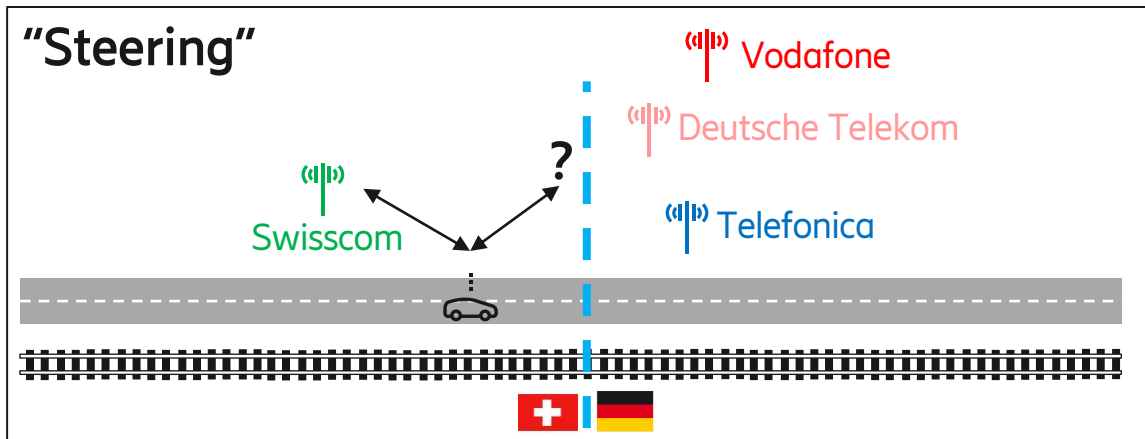 "Steering"
Vodafone
Deutsche Telekom
?
Swisscom
Telefonica